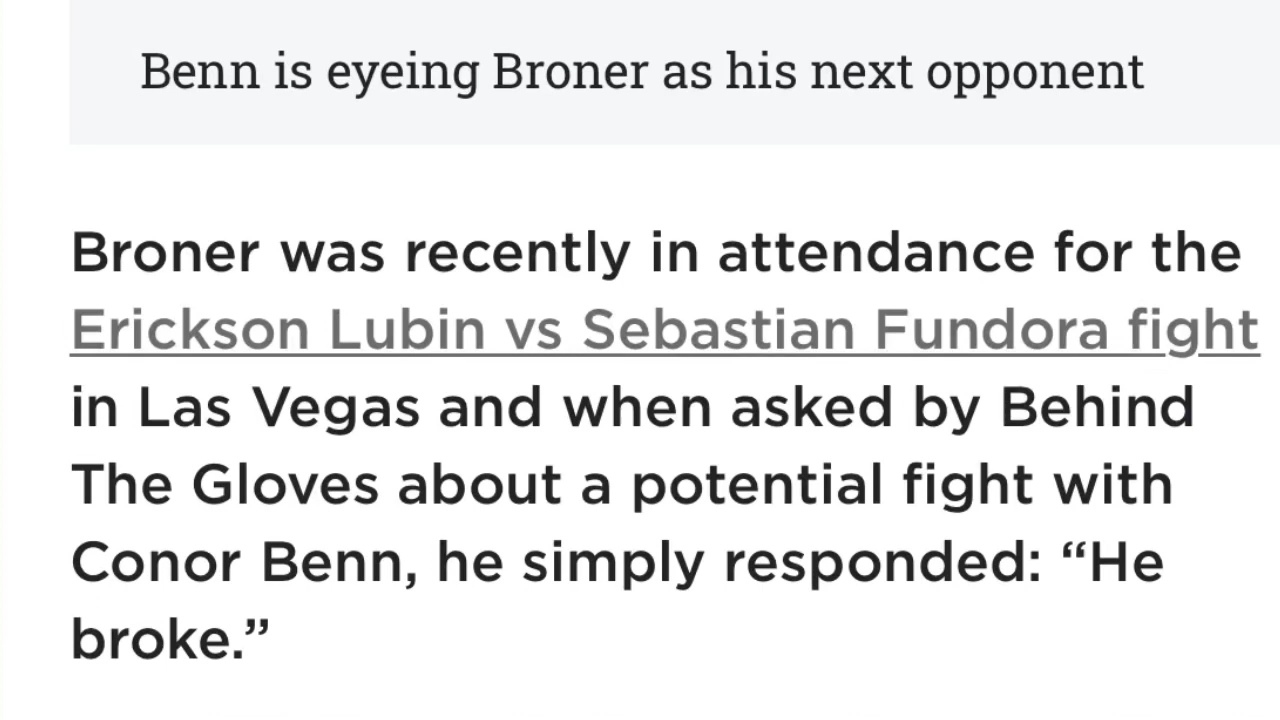 Benn is eyeing Broner as his next opponent
Broner was recently in attendance for the
Erickson Lubin vs Sebastian Fundora fight
in Las Vegas and when asked by Behind
The Gloves about a potential fight with
Conor Benn, he simply responded: “He
broke.”